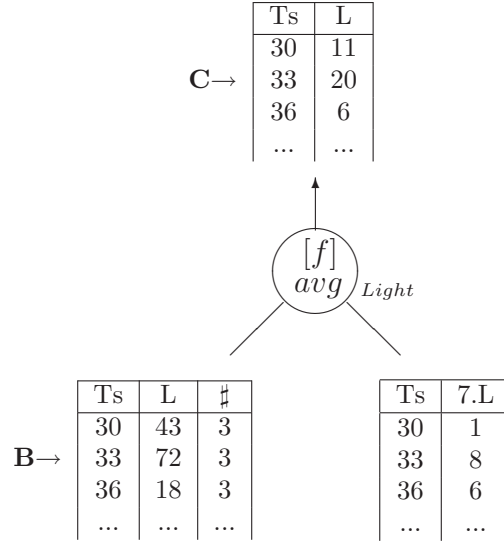 Ts L
30 11
C→ 33 20
36 6
... ...
[f]
avg Light
Ts L ♯
30 43 3
B→ 33 72 3
36 18 3
... ... ...
Ts 7.L
30 1
33 8
36 6
... ...